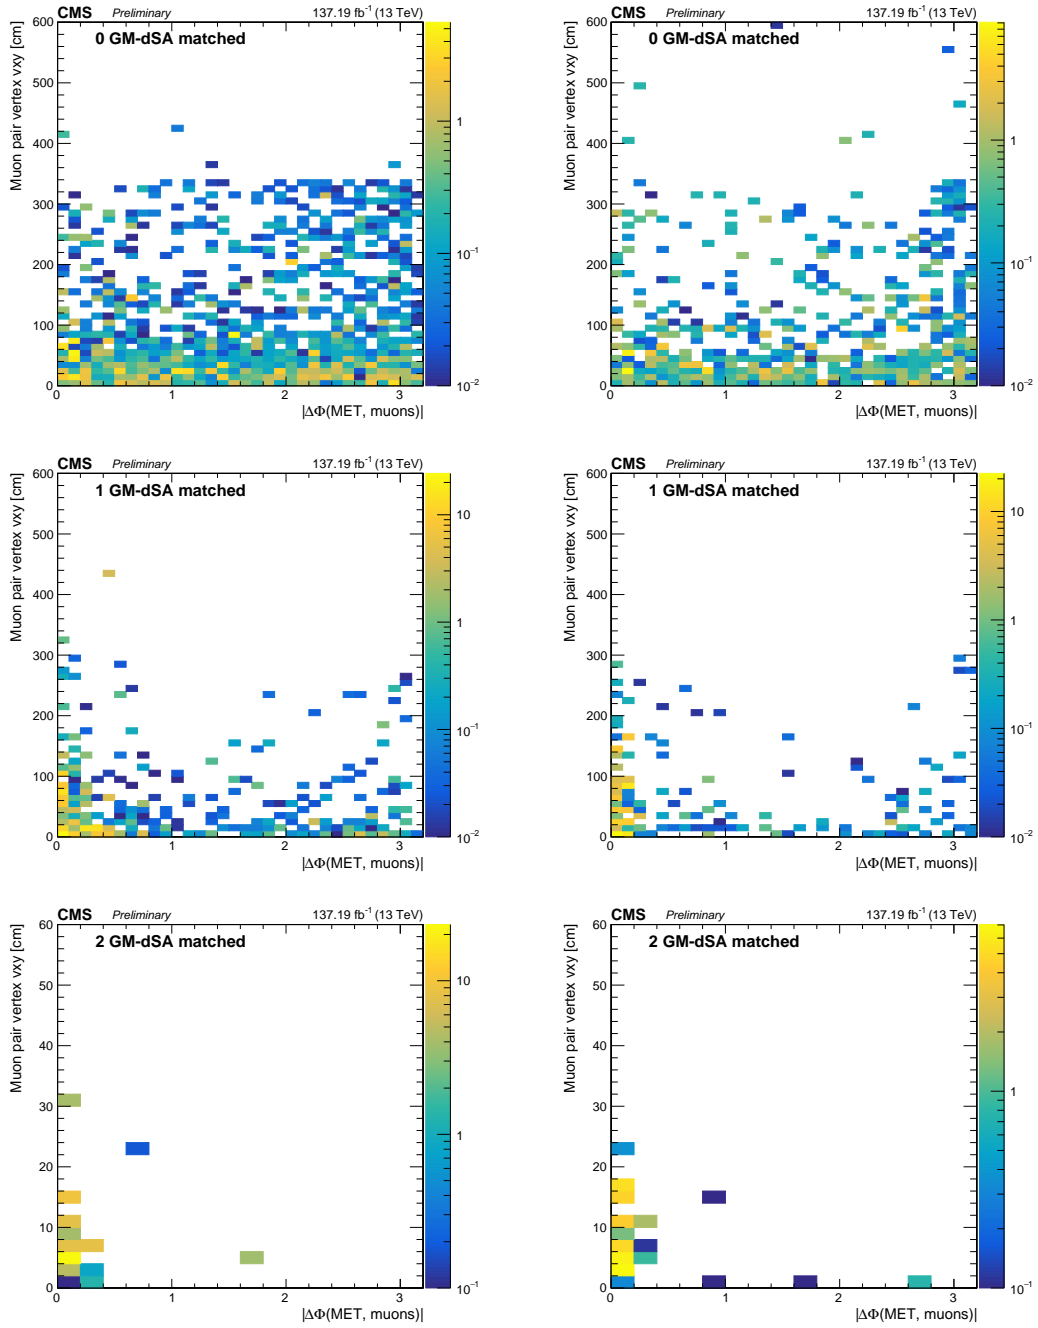 CMS Preliminary 137.19 fb-1 (13 TeV)
0 GM-dSA matched
Muon pair vertex vxy [cm]
600
500
400
300
200
100
0
0 1 2 3
|ΔΦ(MET, muons)|
1
10-1
10-2
CMS Preliminary 137.19 fb-1 (13 TeV)
0 GM-dSA matched
Muon pair vertex vxy [cm]
600
500
400
300
200
100
0
0 1 2 3
|ΔΦ(MET, muons)|
1
10-1
10-2
CMS Preliminary 137.19 fb-1 (13 TeV)
1 GM-dSA matched
Muon pair vertex vxy [cm]
600
500
400
300
200
100
0
0 1 2 3
|ΔΦ(MET, muons)|
10
1
10-1
10-2
CMS Preliminary 137.19 fb-1 (13 TeV)
1 GM-dSA matched
Muon pair vertex vxy [cm]
600
500
400
300
200
100
0
0 1 2 3
|ΔΦ(MET, muons)|
10
1
10-1
10-2
CMS Preliminary 137.19 fb-1 (13 TeV)
2 GM-dSA matched
Muon pair vertex vxy [cm]
60
50
40
30
20
10
0
0 1 2 3
|ΔΦ(MET, muons)|
10
1
10-1
CMS Preliminary 137.19 fb-1 (13 TeV)
2 GM-dSA matched
Muon pair vertex vxy [cm]
60
50
40
30
20
10
0
0 1 2 3
|ΔΦ(MET, muons)|
1
10-1